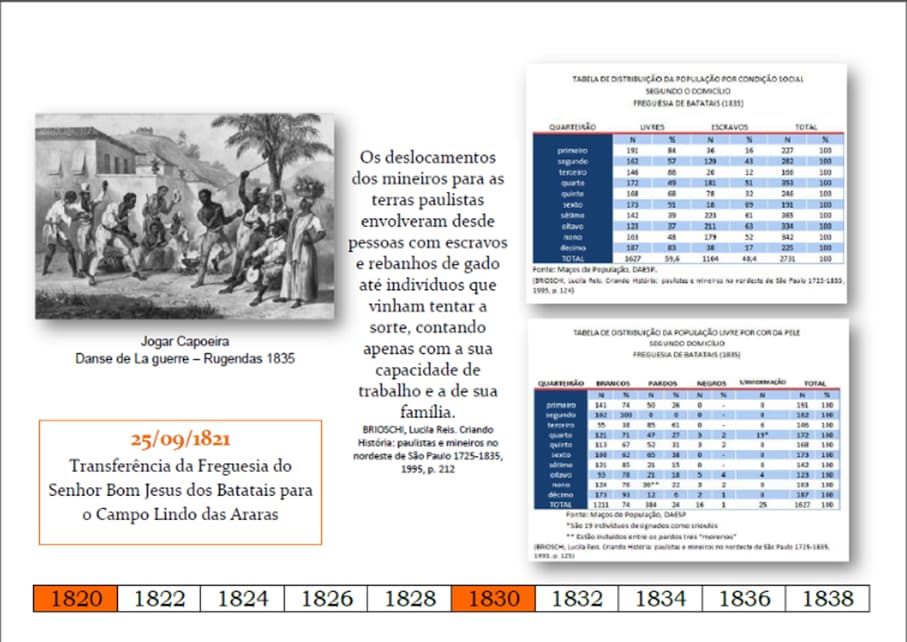 Jogar Capoeira
Danse de La guerre – Rugendas 1835
25/09/1821
Transferência da Freguesia do
Senhor Bom Jesus dos Batatais para
o Campo Lindo das Araras
Os deslocamentos
dos mineiros para as
terras paulistas
envolveram desde
pessoas com escravos
e rebanhos de gado
até indivíduos que
vinham tentar a
sorte, contando
apenas com a sua
capacidade de
trabalho e a de sua
família.
BRIOSCHI, Lucila Reis. Criando
História: paulistas e mineiros no
nordeste de São Paulo 1725-1835,
1995, p. 212
TABELA DE DISTRIBUIÇÃO DA POPULAÇÃO POR CONDIÇÃO SOCIAL
SEGUNDO O DOMICÍLIO
FREGUESIA DE BATATAIS (1835)
QUARTEIRÃO LIVRES ESCRAVOS TOTAL
N % N % N %
primeiro 191 84 36 16 227 100
segundo 162 57 120 43 282 100
terceiro 146 88 20 12 166 100
quarto 172 49 181 51 353 100
quinto 168 68 78 32 246 100
sexto 173 91 18 09 191 100
sétimo 142 39 223 61 365 100
oitavo 123 37 211 63 334 100
nono 163 48 179 52 342 100
decimo 187 83 38 17 225 100
TOTAL 1627 59,6 1104 40,4 2731 100
Fonte: Maços de População, DAESP.
(BRIOSCHI, Lucila Reis. Criando História: paulistas e mineiros no nordeste de São Paulo 1725-1835,
1995, p. 124)
TABELA DE DISTRIBUIÇÃO DA POPULAÇÃO LIVRE POR COR DA PELE
SEGUNDO DOMICÍLIO
FREGUESIA DE BATATAIS (1835)
QUARTEIRÃO BRANCOS PARDOS NEGROS S/INFORMAÇÃO TOTAL
N % N % N % N N %
primeiro 141 74 50 26 0 - 0 191 100
segundo 162 100 0 0 0 - 0 162 100
terceiro 55 38 85 61 0 - 6 146 100
quarto 121 71 47 27 3 2 172 100
quinto 113 67 52 31 3 2 0 168 100
sexto 108 62 65 38 0 - 0 173 100
sétimo 121 85 21 15 0 - 0 142 100
oitavo 93 78 21 18 5 4 4 123 100
nono 124 76 36** 22 3 2 0 163 100
décimo 173 93 12 6 2 1 0 187 100
TOTAL 1211 74 24 16 1 25 1627 100
Fonte: Maços de População, DAESP
*São 19 indivíduos designados como crioulos
** Estão incluídos entre os pardos três "morenos"
(BRIOSCHI, Lucila Reis. Criando História: paulistas e mineiros no nordeste de São Paulo 1725-1835,
1995, p. 125)
1820 1822 1824 1826 1828 1830 1832 1834 1836 1838